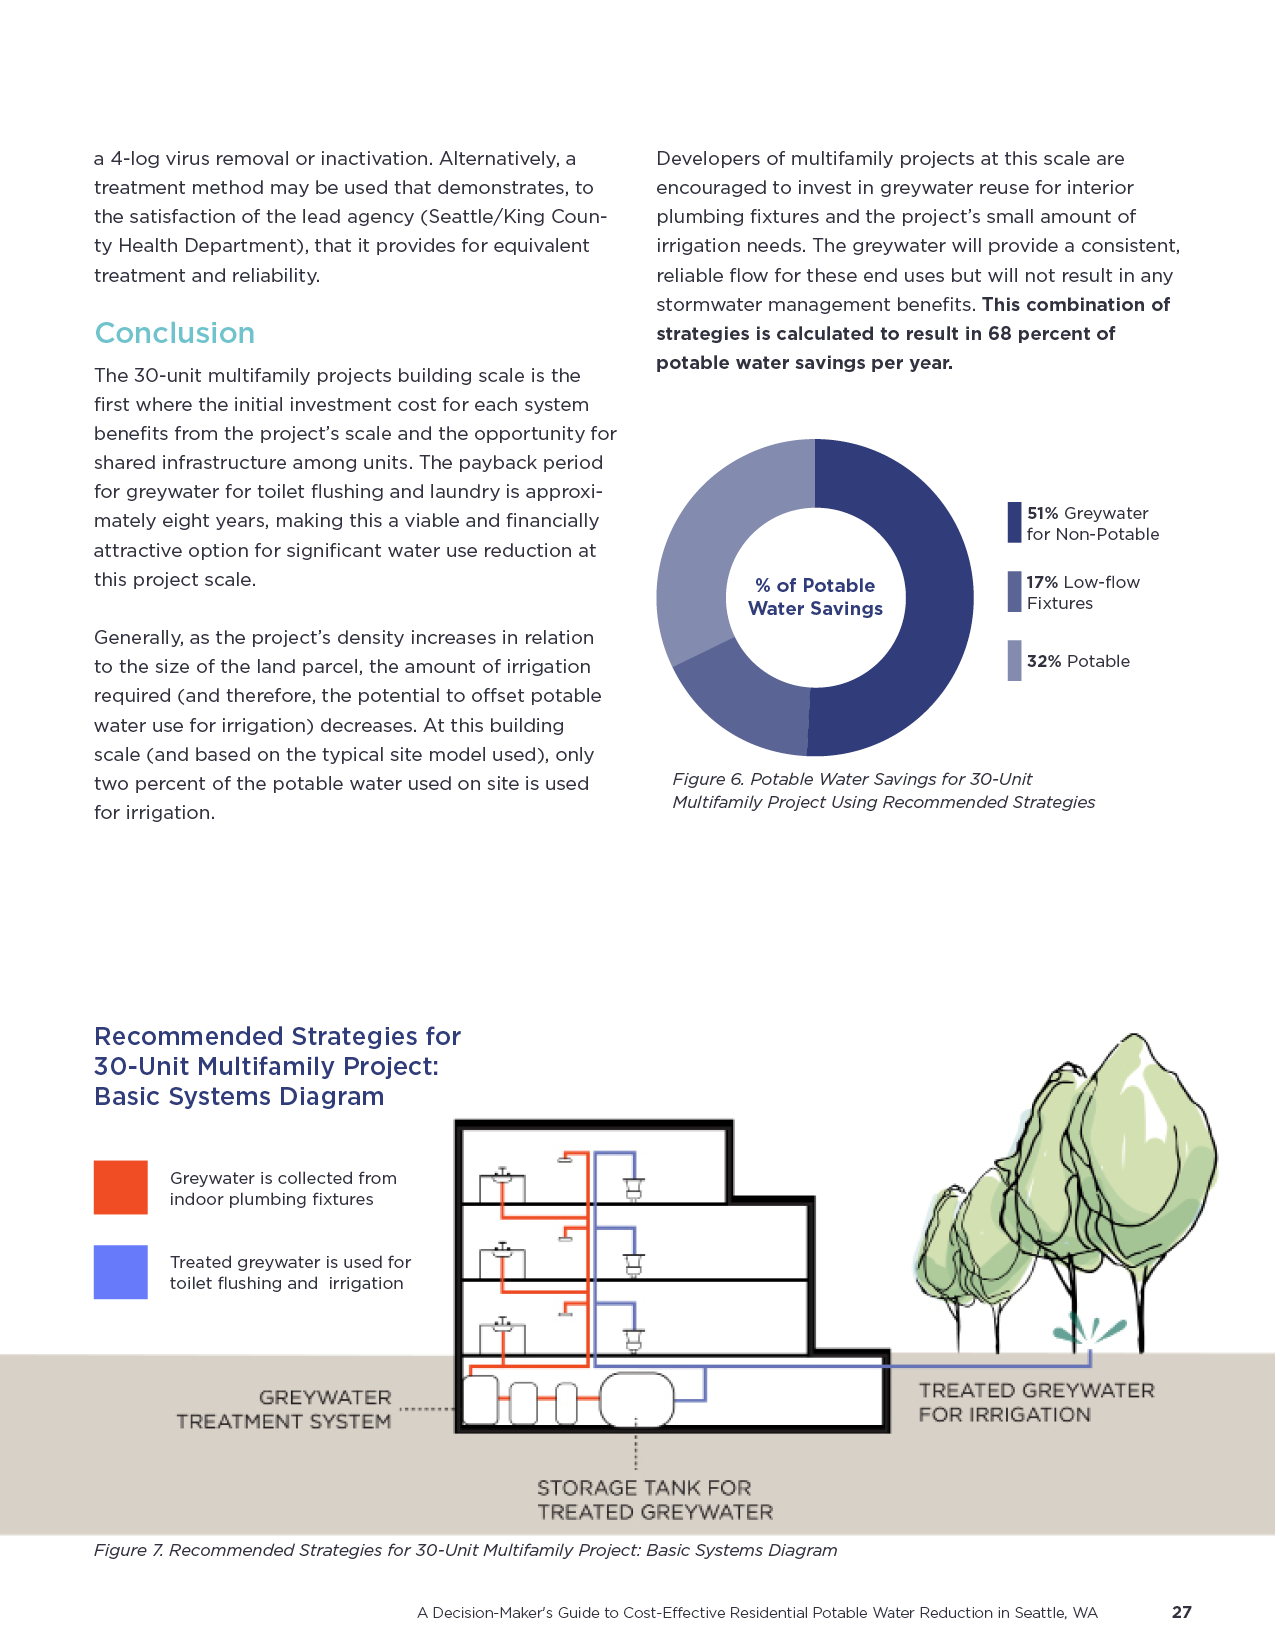 a 4-log virus removal or inactivation. Alternatively, a
treatment method may be used that demonstrates, to
the satisfaction of the lead agency (Seattle/King Coun-
ty Health Department), that it provides for equivalent
treatment and reliability.
Conclusion
The 30-unit multifamily projects building scale is the
first where the initial investment cost for each system
benefits from the project’s scale and the opportunity for
shared infrastructure among units. The payback period
for greywater for toilet flushing and laundry is approxi-
mately eight years, making this a viable and financially
attractive option for significant water use reduction at
this project scale.
Generally, as the project’s density increases in relation
to the size of the land parcel, the amount of irrigation
required (and therefore, the potential to offset potable
water use for irrigation) decreases. At this building
scale (and based on the typical site model used), only
two percent of the potable water used on site is used
for irrigation.
Developers of multifamily projects at this scale are
encouraged to invest in greywater reuse for interior
plumbing fixtures and the project’s small amount of
irrigation needs. The greywater will provide a consistent,
reliable flow for these end uses but will not result in any
stormwater management benefits. This combination of
strategies is calculated to result in 68 percent of
potable water savings per year.
% of Potable
Water Savings
51% Greywater
for Non-Potable
17% Low-flow
Fixtures
32% Potable
Figure 6. Potable Water Savings for 30-Unit
Multifamily Project Using Recommended Strategies
Recommended Strategies for
30-Unit Multifamily Project:
Basic Systems Diagram
Greywater is collected from
indoor plumbing fixtures
Treated greywater is used for
toilet flushing and  irrigation
GREYWATER
TREATMENT SYSTEM
TREATED GREYWATER
FOR IRRIGATION
STORAGE TANK FOR
TREATED GREYWATER
Figure 7. Recommended Strategies for 30-Unit Multifamily Project: Basic Systems Diagram
A Decision-Maker's Guide to Cost-Effective Residential Potable Water Reduction in Seattle, WA 27